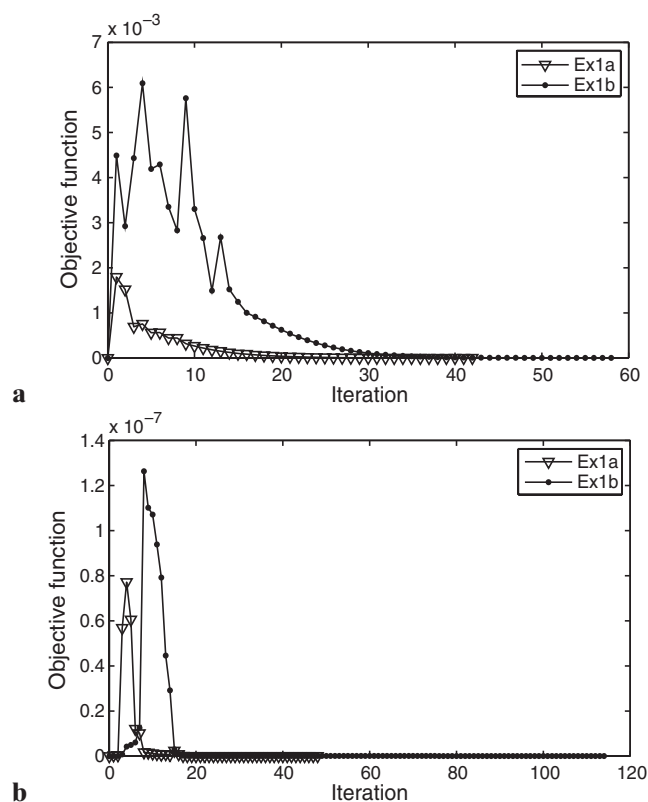 x 10⁻³
7
6
5
4
3
2
1
0
Objective function
Ex1a
Ex1b
0 10 20 30 40 50 60
Iteration
a
x 10⁻⁷
1.4
1.2
1
0.8
0.6
0.4
0.2
0
Objective function
Ex1a
Ex1b
0 20 40 60 80 100 120
Iteration
b